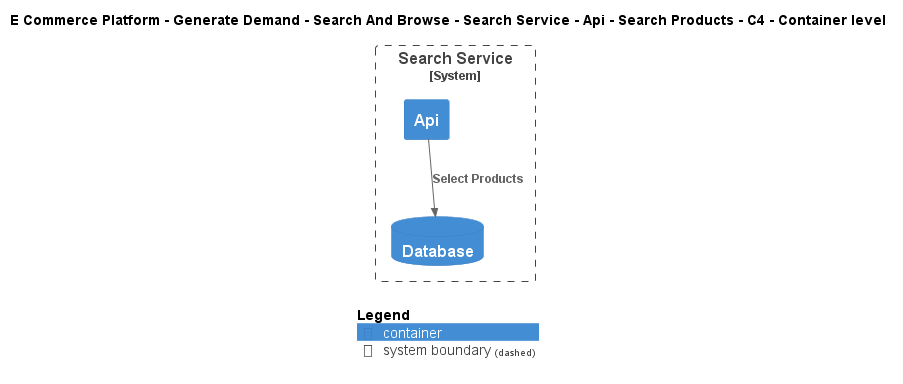 E Commerce Platform - Generate Demand - Search And Browse - Search Service - Api - Search Products - C4 - Container level
Search Service
[System]
Api
Select Products
Database
Legend
container
system boundary (dashed)